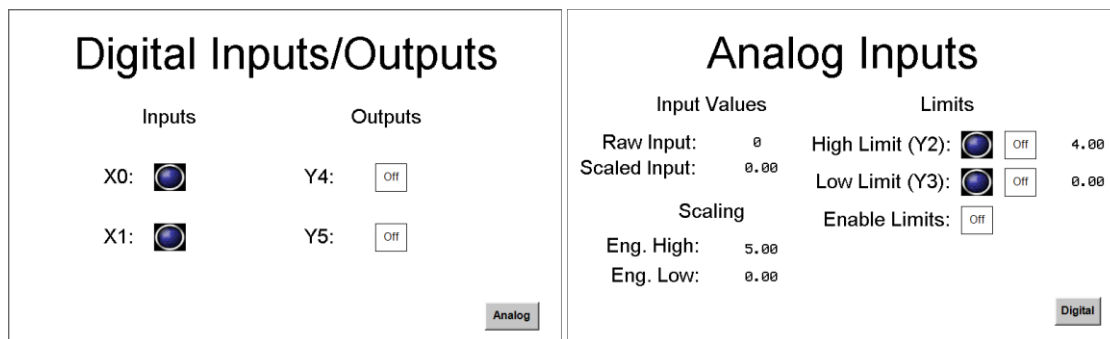 Digital Inputs/Outputs
Inputs Outputs
X0: Y4: Off
X1: Y5: Off
Analog
Analog Inputs
Input Values
Raw Input: 0
Scaled Input: 0.00
Scaling
Eng. High: 5.00
Eng. Low: 0.00
Limits
High Limit (Y2): Off 4.00
Low Limit (Y3): Off 0.00
Enable Limits: Off
Digital